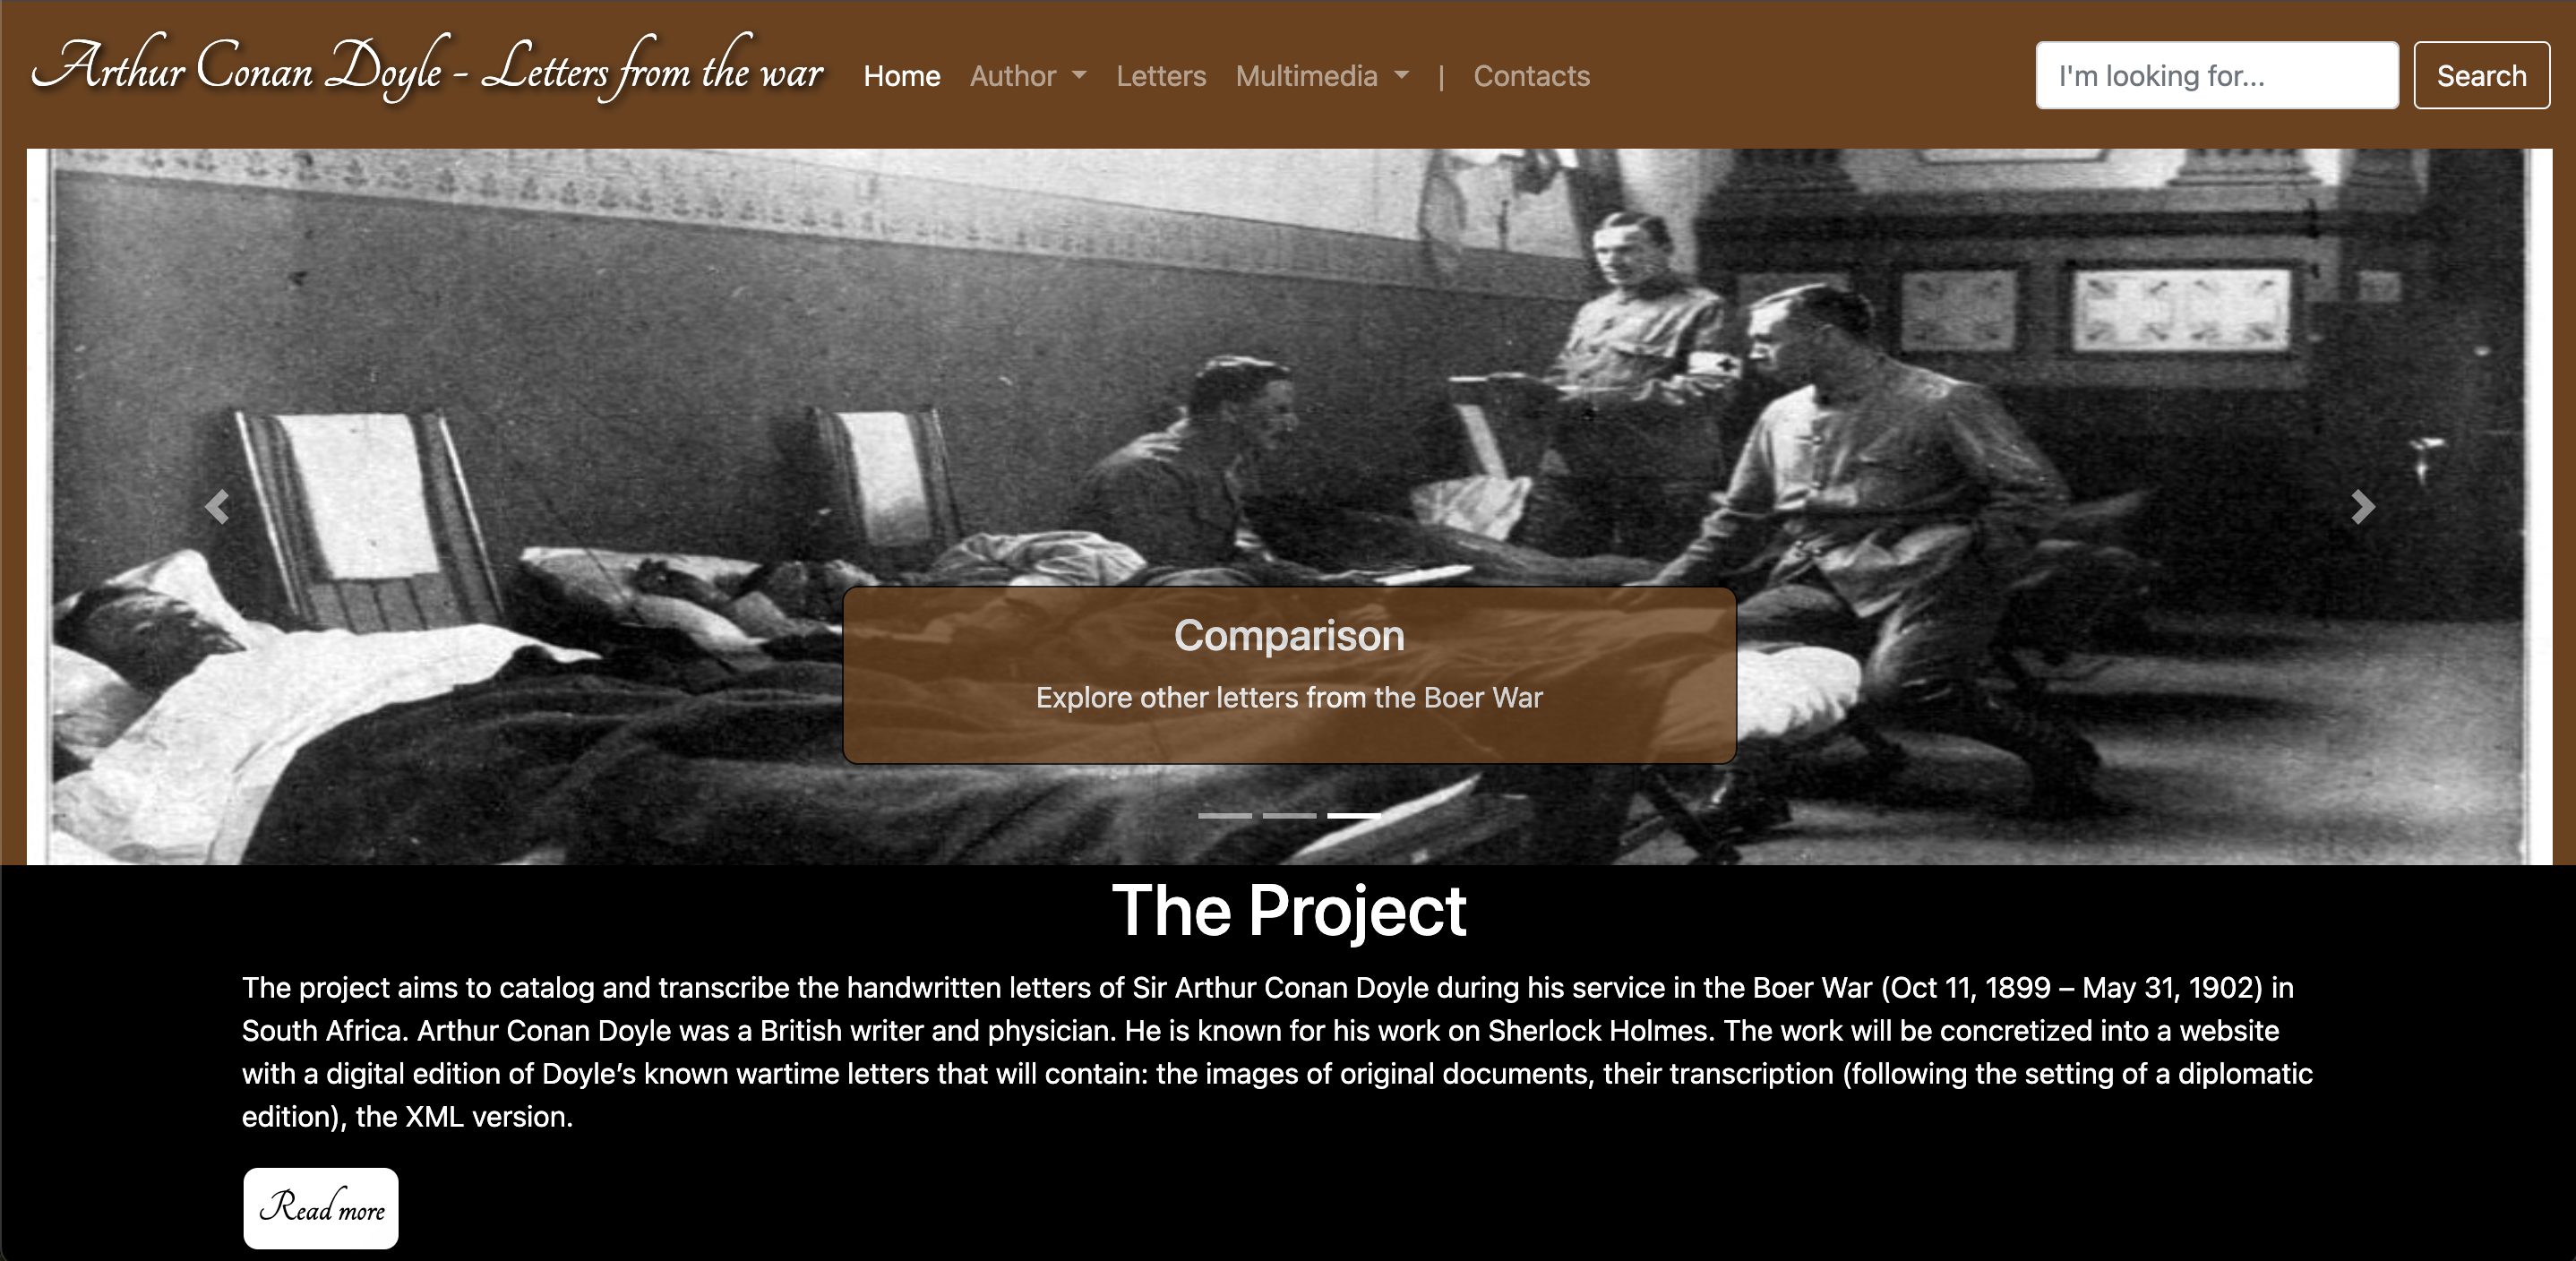 Arthur Conan Doyle - Letters from the war
Home Author Letters Multimedia | Contacts
I'm looking for... Search
Comparison
Explore other letters from the Boer War
The Project
The project aims to catalog and transcribe the handwritten letters of Sir Arthur Conan Doyle during his service in the Boer War (Oct 11, 1899 – May 31, 1902) in
South Africa. Arthur Conan Doyle was a British writer and physician. He is known for his work on Sherlock Holmes. The work will be concretized into a website
with a digital edition of Doyle’s known wartime letters that will contain: the images of original documents, their transcription (following the setting of a diplomatic
edition), the XML version.
Read more